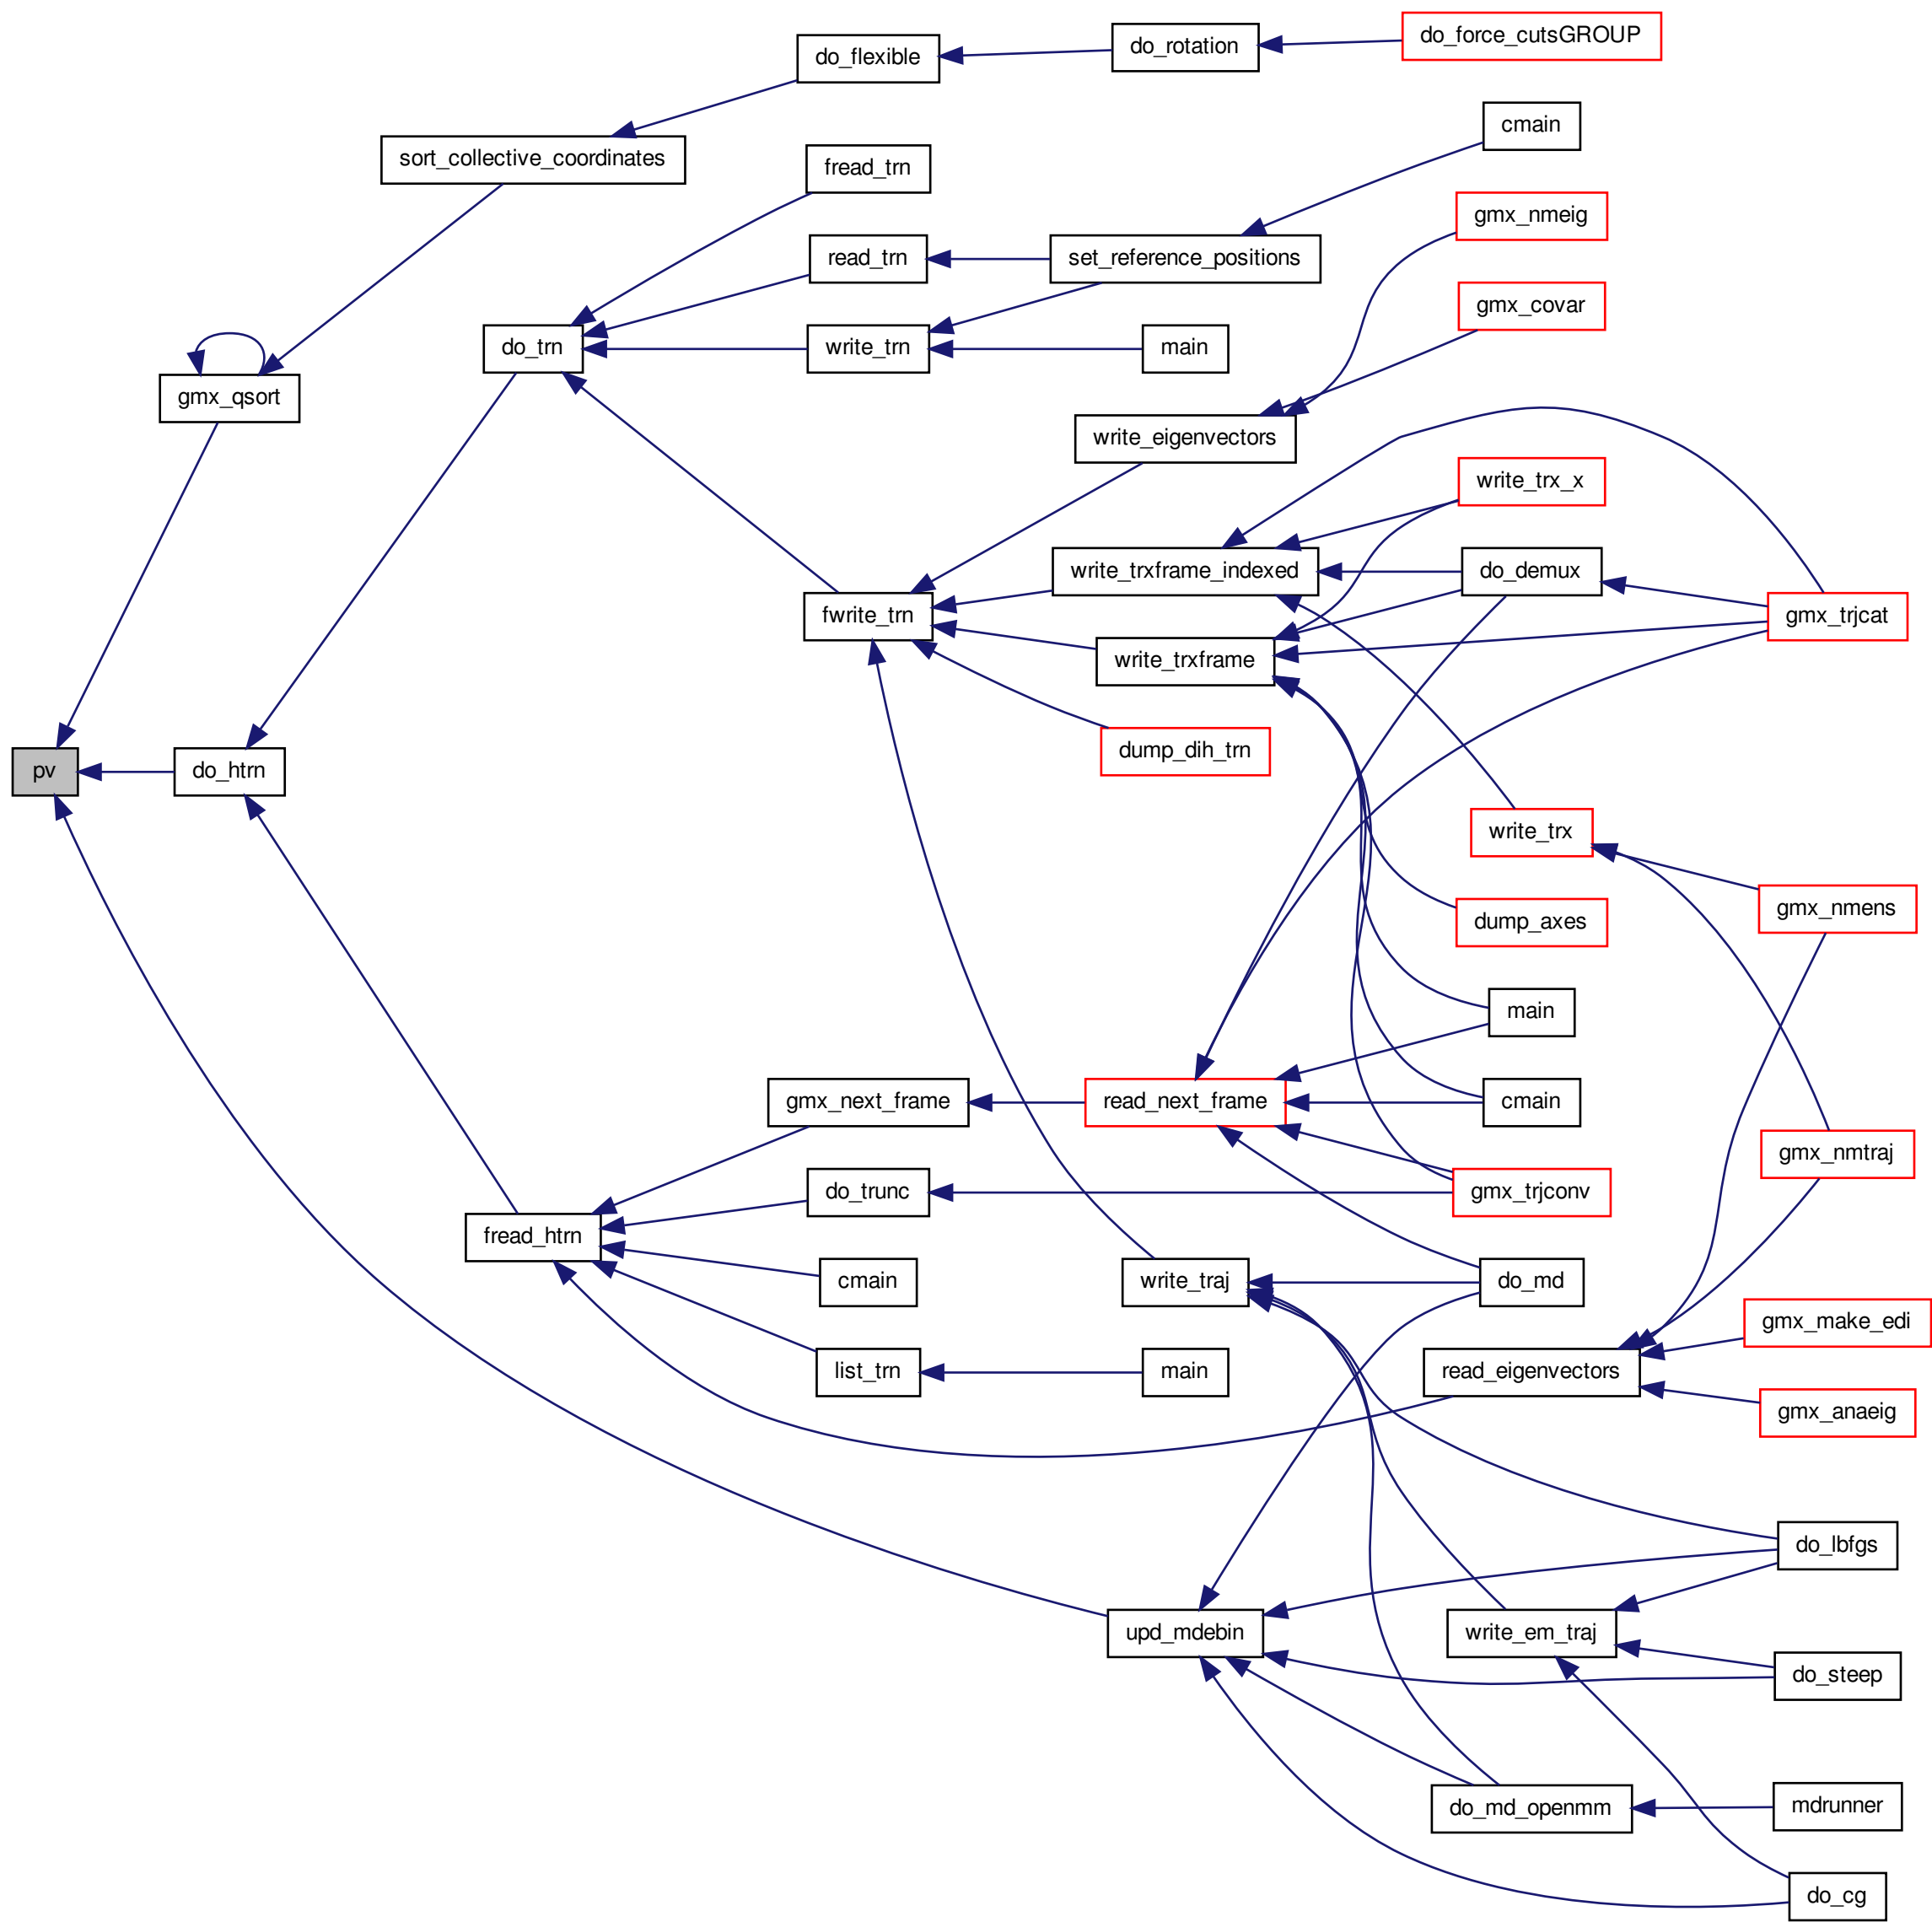 do_force_cutsGROUP
do_rotation
do_flexible
cmain
sort_collective_coordinates
fread_trn
gmx_nmeig
read_trn
set_reference_positions
gmx_covar
do_trn
write_trn
main
gmx_qsort
write_eigenvectors
write_trx_x
write_trxframe_indexed
do_demux
fwrite_trn
gmx_trjcat
write_trxframe
dump_dih_trn
pv
do_htrn
write_trx
gmx_nmens
dump_axes
main
gmx_next_frame
read_next_frame
cmain
gmx_nmtraj
do_trunc
gmx_trjconv
fread_htrn
cmain
write_traj
do_md
gmx_make_edi
list_trn
main
read_eigenvectors
gmx_anaeig
do_lbfgs
upd_mdebin
write_em_traj
do_steep
do_md_openmm
mdrunner
do_cg